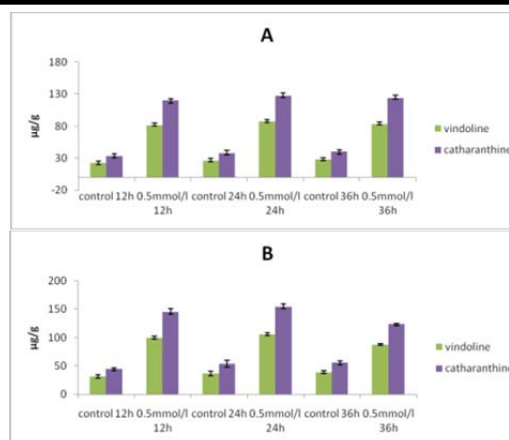 A
180
130
80
30
-20
µg/g
control 12h 0.5mmol/l control 24h 0.5mmol/l control 36h 0.5mmol/l
12h 24h 36h
vindoline
catharanthine
B
200
150
100
50
0
µg/g
control 12h 0.5mmol/l control 24h 0.5mmol/l control 36h 0.5mmol/l
12h 24h 36h
vindoline
catharanthine